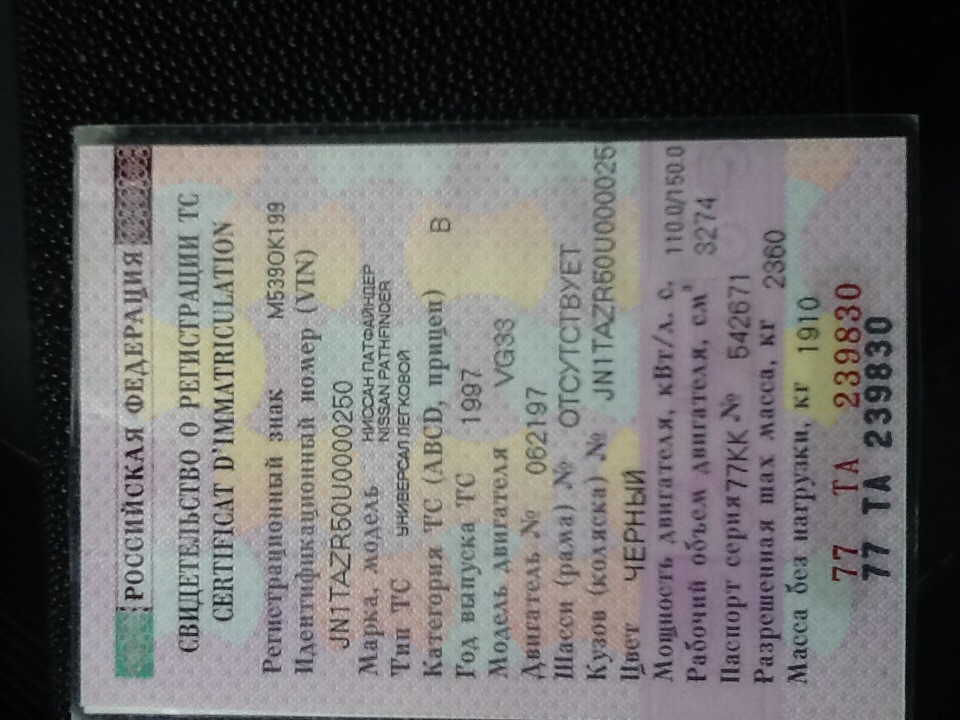 РОССИЙСКАЯ ФЕДЕРАЦИЯ
СВИДЕТЕЛЬСТВО О РЕГИСТРАЦИИ ТС
CERTIFICAT D'IMMATRICULATION
Регистрационный знак М539ОК199
Идентификационный номер (VIN)
JN1TAZR50U0000250
Марка, модель НИССАН ПАТФАЙНДЕР
NISSAN PATHFINDER
Тип ТС УНИВЕРСАЛ ЛЕГКОВОЙ
Категория ТС (ABCD, прицеп) B
Год выпуска ТС 1997
Модель двигателя VG33
Двигатель № 062197
Шасси (рама) № ОТСУТСТВУЕТ
Кузов (коляска) № JN1TAZR50U0000025
Цвет ЧЕРНЫЙ
Мощность двигателя, кВт/л. с. 110.0/150.0
Рабочий объем двигателя, см³ 3274
Паспорт серия 77КК № 542671
Разрешенная max масса, кг 2360
Масса без нагрузки, кг 1910
77 ТА 239830
77 ТА 239830